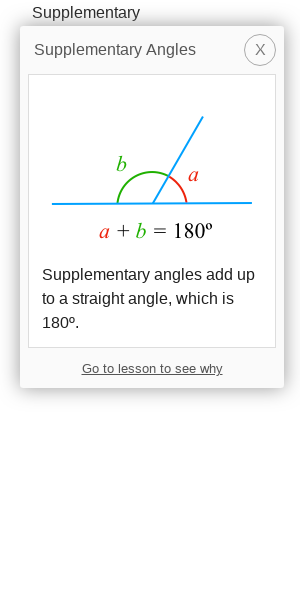 Supplementary
Supplementary Angles
X
b
a
a + b = 180º
Supplementary angles add up
to a straight angle, which is
180º.
Go to lesson to see why